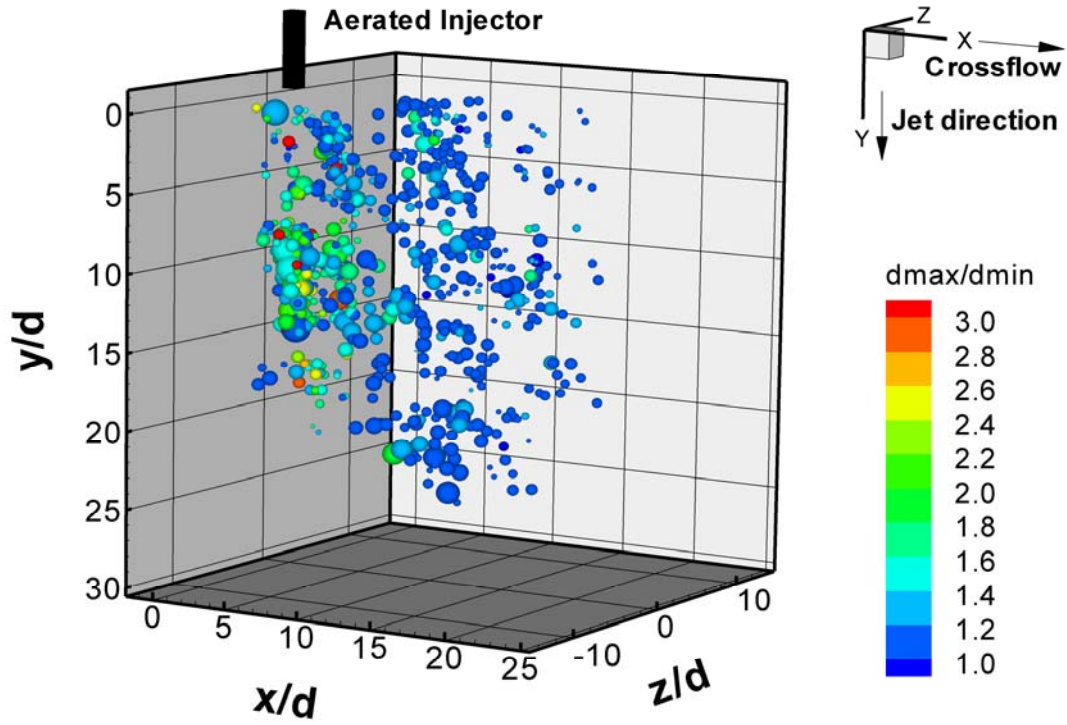 Aerated Injector
Z
X
Crossflow
Y
Jet direction
0
5
10
15
20
25
30
y/d
0
5
10
15
20
25
x/d
-10
0
10
z/d
dmax/dmin
3.0
2.8
2.6
2.4
2.2
2.0
1.8
1.6
1.4
1.2
1.0